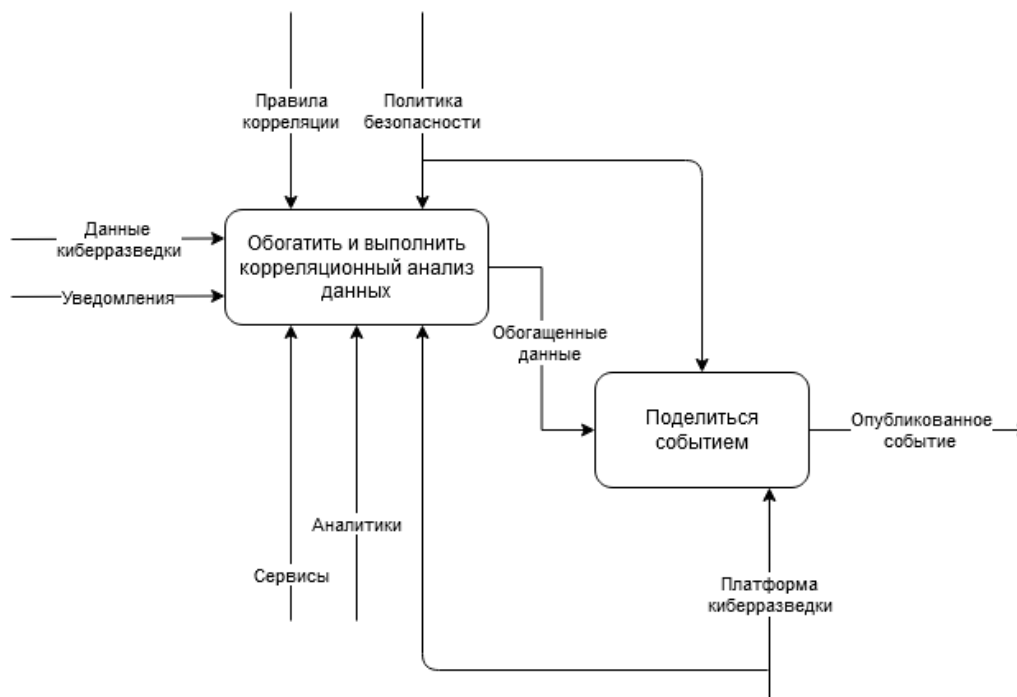 Правила
корреляции
Политика
безопасности
Данные
киберразведки
Уведомления
Обогатить и выполнить
корреляционный анализ
данных
Обогащенные
данные
Поделиться
событием
Опубликованное
событие
Аналитики
Сервисы
Платформа
киберразведки